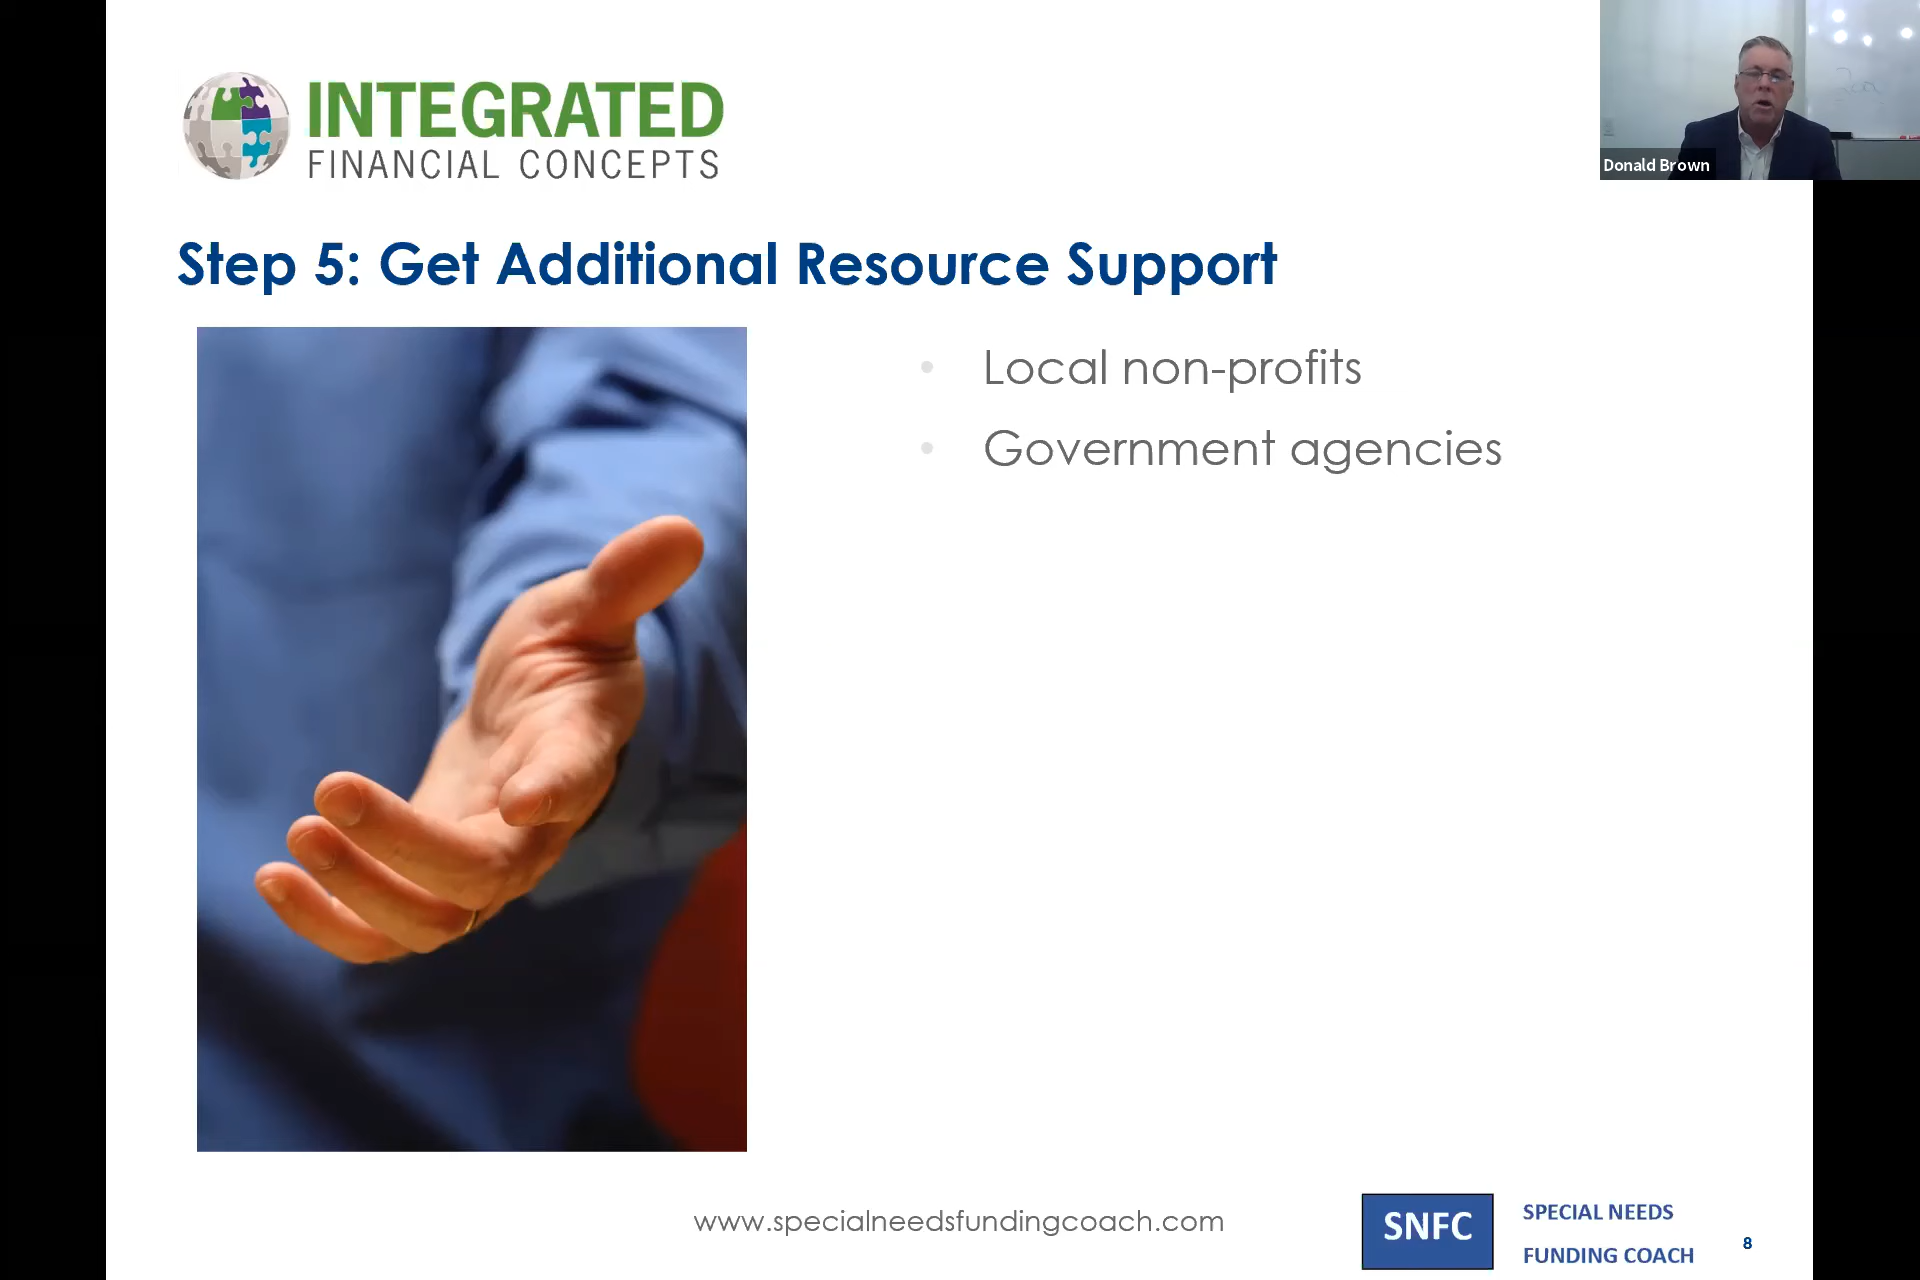 INTEGRATED
FINANCIAL CONCEPTS
Donald Brown
Step 5: Get Additional Resource Support
• Local non-profits
• Government agencies
www.specialneedsfundingcoach.com
SNFC
SPECIAL NEEDS
FUNDING COACH
8